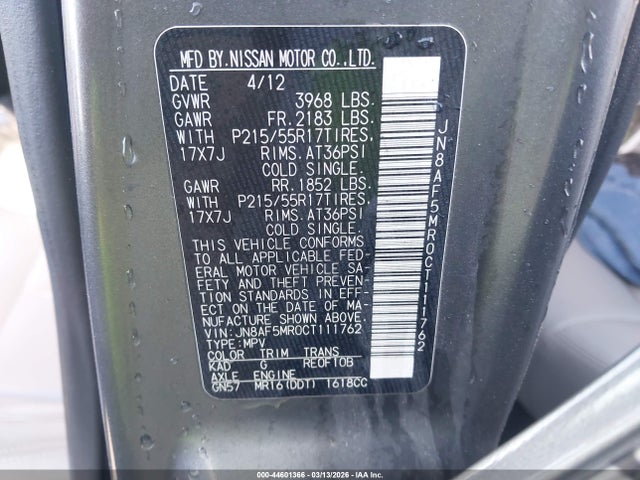 MFD BY.NISSAN MOTOR CO.,LTD.
DATE 4/12
GVWR 3968 LBS.
GAWR FR.2183 LBS.
WITH P215/55R17TIRES,
17X7J RIMS.AT36PSI
COLD SINGLE.
GAWR RR.1852 LBS.
WITH P215/55R17TIRES,
17X7J RIMS.AT36PSI
COLD SINGLE.
THIS VEHICLE CONFORMS
TO ALL APPLICABLE FED-
ERAL MOTOR VEHICLE SA-
FETY AND THEFT PREVEN-
TION STANDARDS IN EFF-
ECT ON THE DATE OF MA-
NUFACTURE SHOWN ABOVE.
VIN:JN8AF5MR0CT111762
TYPE:MPV
COLOR TRIM TRANS
KAD G RE0F10B
AXLE ENGINE
GN57 MR16(DDT) 1618CC
JN8AF5MR0CT111762
000-44601366 - 03/13/2026 - IAA Corp.